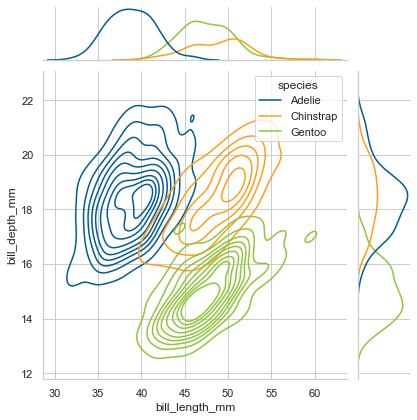 species
Adelie
Chinstrap
Gentoo
22
20
18
16
14
12
bill_depth_mm
30 35 40 45 50 55 60
bill_length_mm